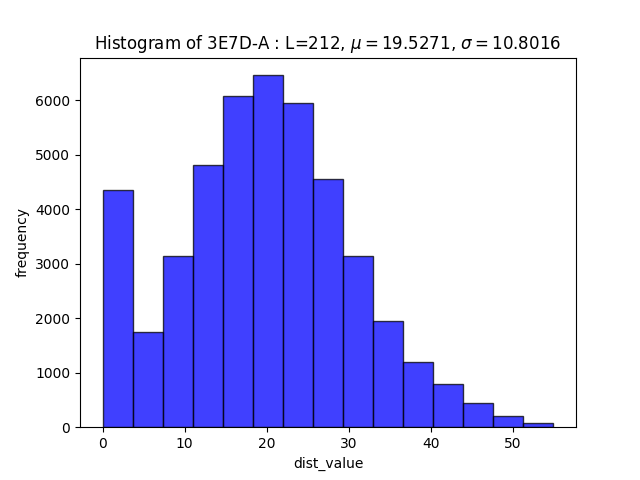 Histogram of 3E7D-A : L=212, μ = 19.5271, σ = 10.8016
frequency
6000
5000
4000
3000
2000
1000
0
0 10 20 30 40 50
dist_value